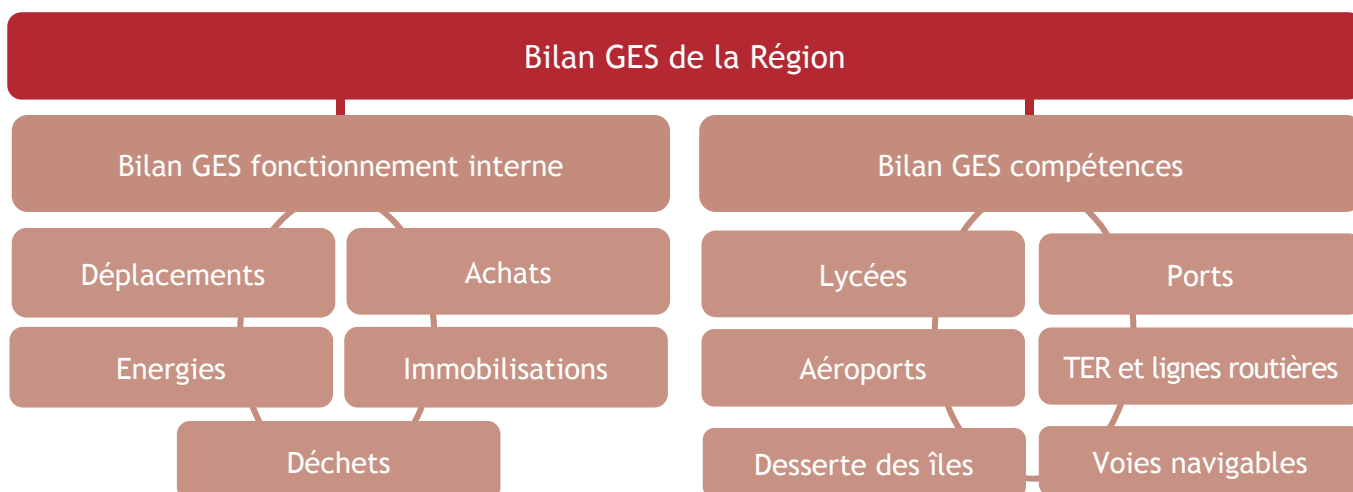 Bilan GES de la Région
Bilan GES fonctionnement interne
Déplacements
Achats
Energies
Immobilisations
Déchets
Bilan GES compétences
Lycées
Ports
Aéroports
TER et lignes routières
Desserte des îles
Voies navigables